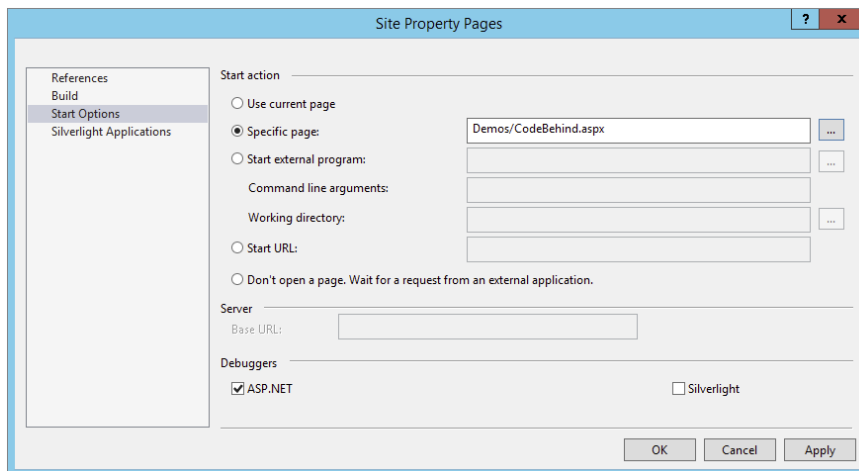 Site Property Pages
? x
References
Build
Start Options
Silverlight Applications
Start action
Use current page
Specific page: Demos/CodeBehind.aspx ...
Start external program: ...
Command line arguments:
Working directory: ...
Start URL:
Don't open a page. Wait for a request from an external application.
Server
Base URL:
Debuggers
ASP.NET Silverlight
OK Cancel Apply